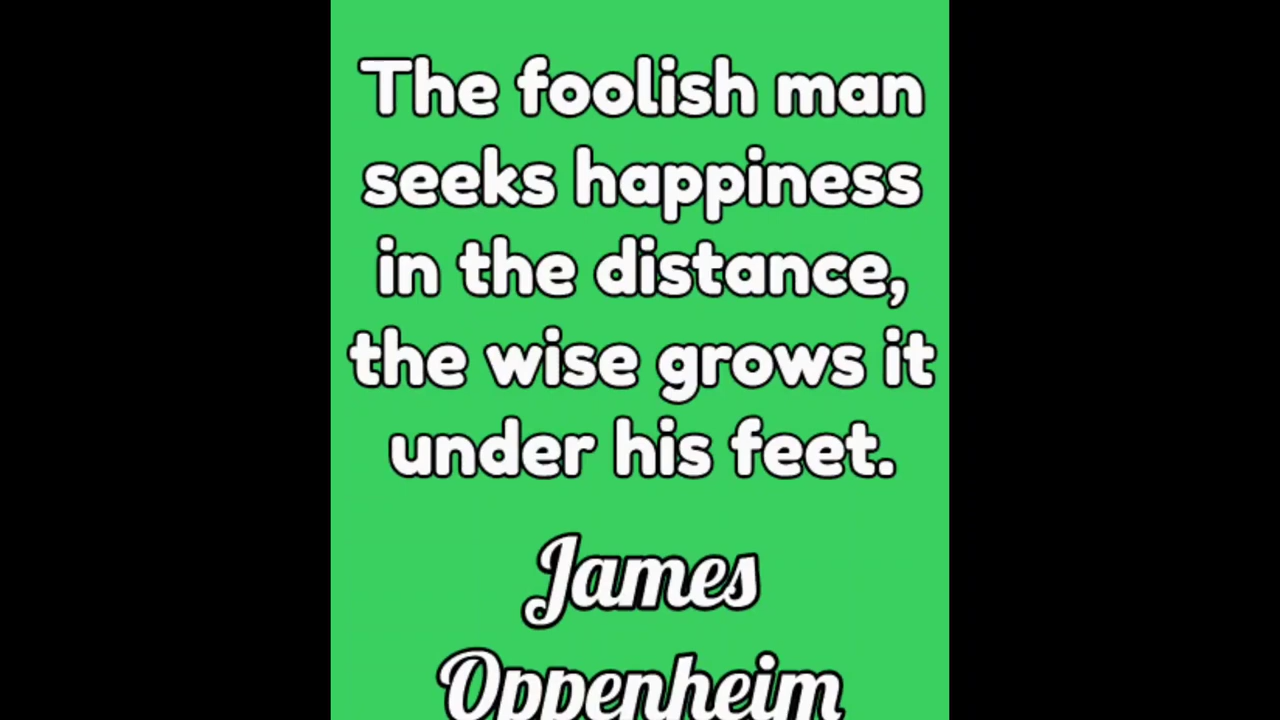 The foolish man
seeks happiness
in the distance,
the wise grows it
under his feet.
James
Oppenheim